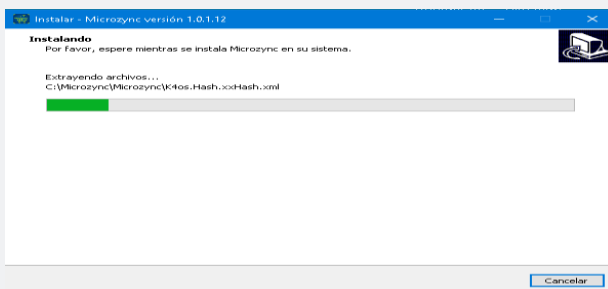 Instalar - Microzync versión 1.0.1.12
Instalando
Por favor, espere mientras se instala Microzync en su sistema.
Extrayendo archivos...
C:\Microzync\Microzync\K4os.Hash.xxHash.xml
Cancelar